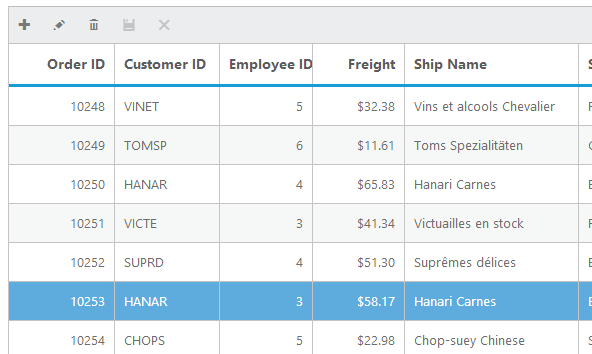 Order ID Customer ID Employee ID Freight Ship Name
10248 VINET 5 $32.38 Vins et alcools Chevalier
10249 TOMSP 6 $11.61 Toms Spezialitäten
10250 HANAR 4 $65.83 Hanari Carnes
10251 VICTE 3 $41.34 Victuailles en stock
10252 SUPRD 4 $51.30 Suprêmes délices
10253 HANAR 3 $58.17 Hanari Carnes
10254 CHOPS 5 $22.98 Chop-suey Chinese